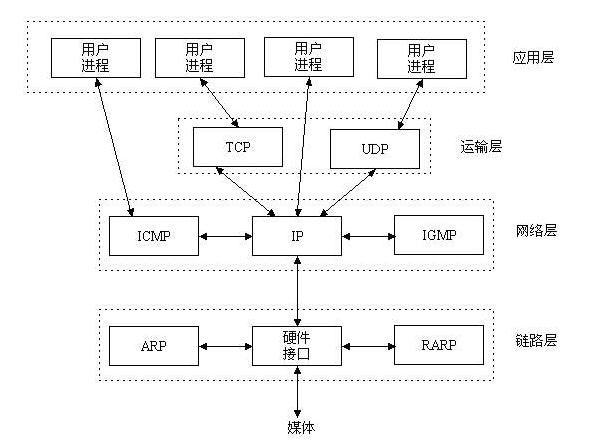 用户 用户 用户 用户
进程 进程 进程 进程
应用层
TCP UDP 运输层
ICMP IP IGMP 网络层
ARP 硬件 RARP 链路层
接口
媒体